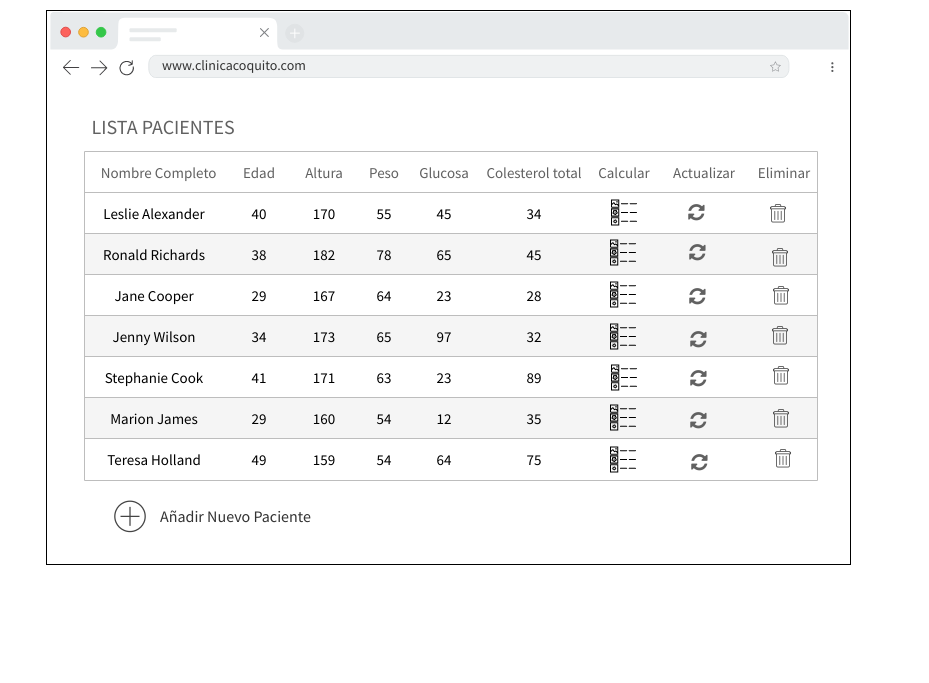 www.clinicacoquito.com
LISTA PACIENTES
Nombre Completo Edad Altura Peso Glucosa Colesterol total Calcular Actualizar Eliminar
Leslie Alexander 40 170 55 45 34
Ronald Richards 38 182 78 65 45
Jane Cooper 29 167 64 23 28
Jenny Wilson 34 173 65 97 32
Stephanie Cook 41 171 63 23 89
Marion James 29 160 54 12 35
Teresa Holland 49 159 54 64 75
Añadir Nuevo Paciente